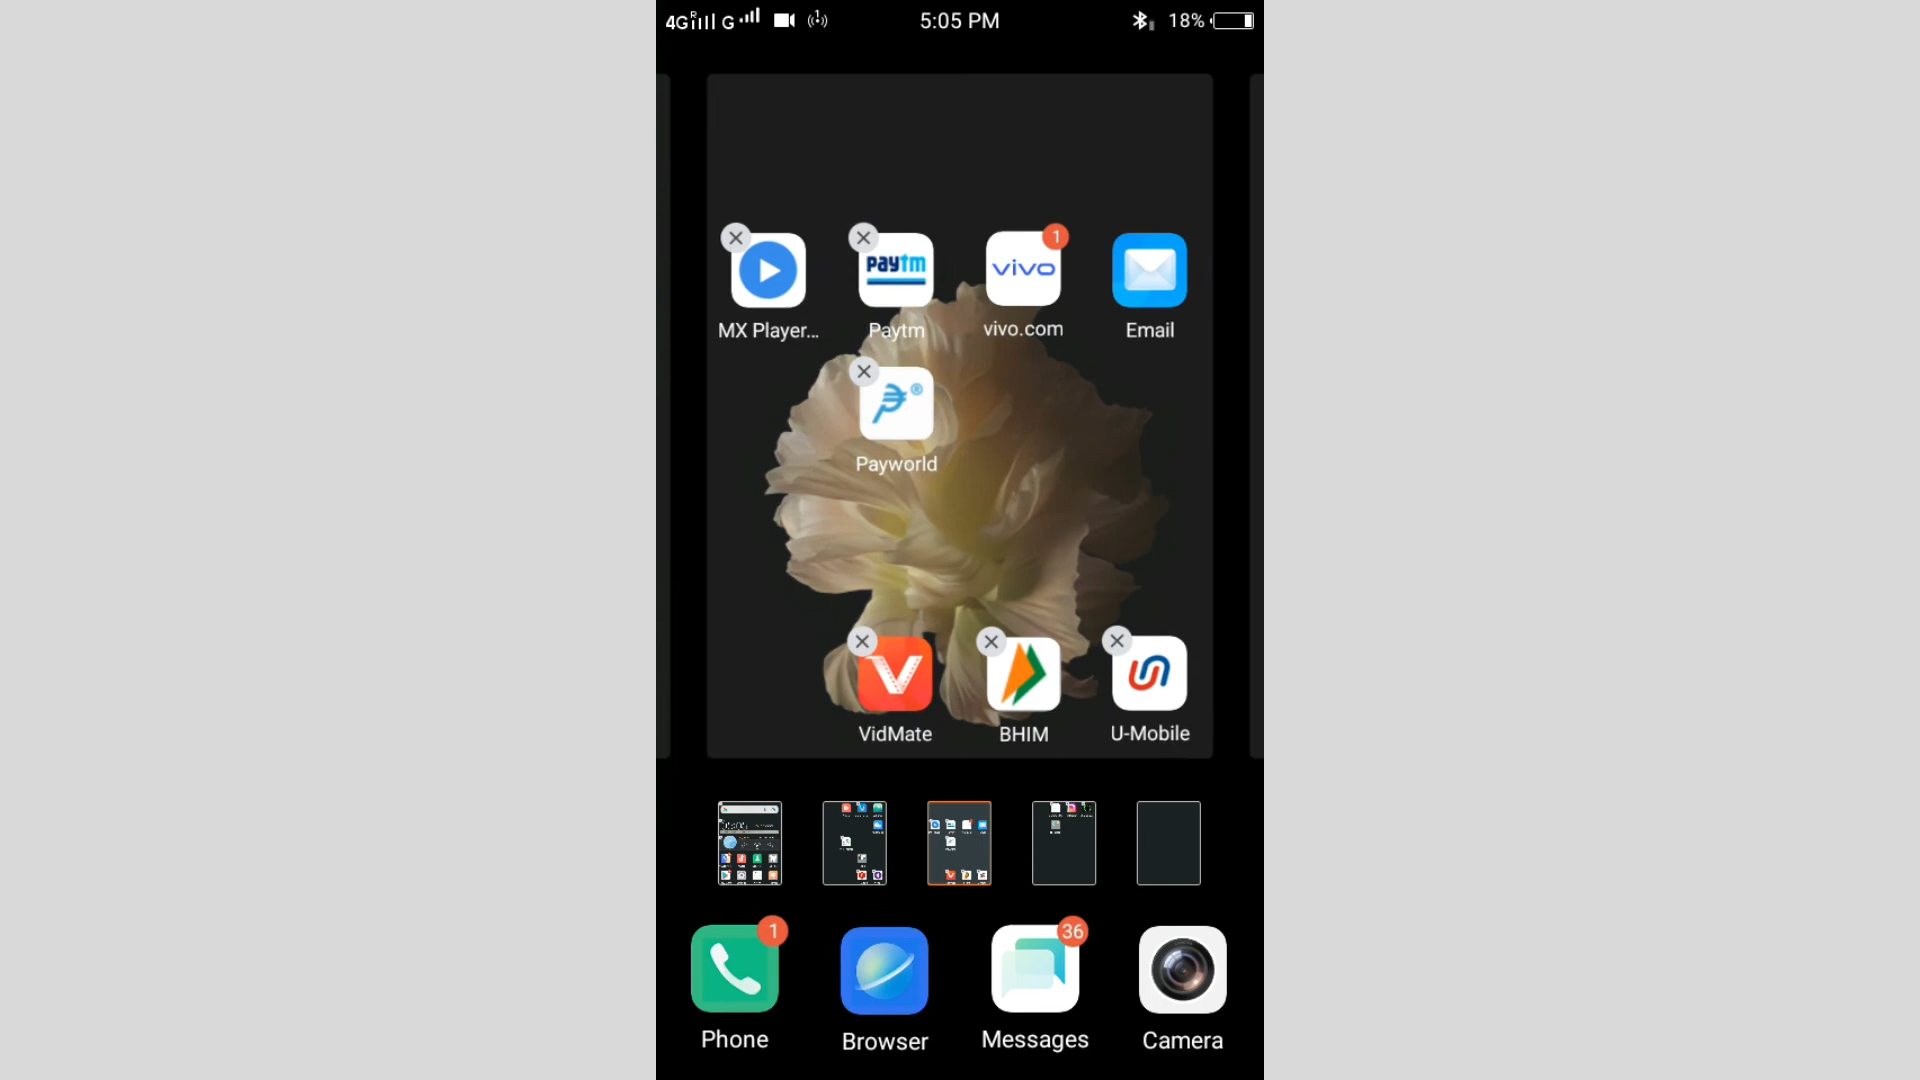 4G R G 5:05 PM 18%
paytm vivo 1
MX Player... Paytm vivo.com Email
Payworld
VidMate BHIM U-Mobile
1 36
Phone Browser Messages Camera